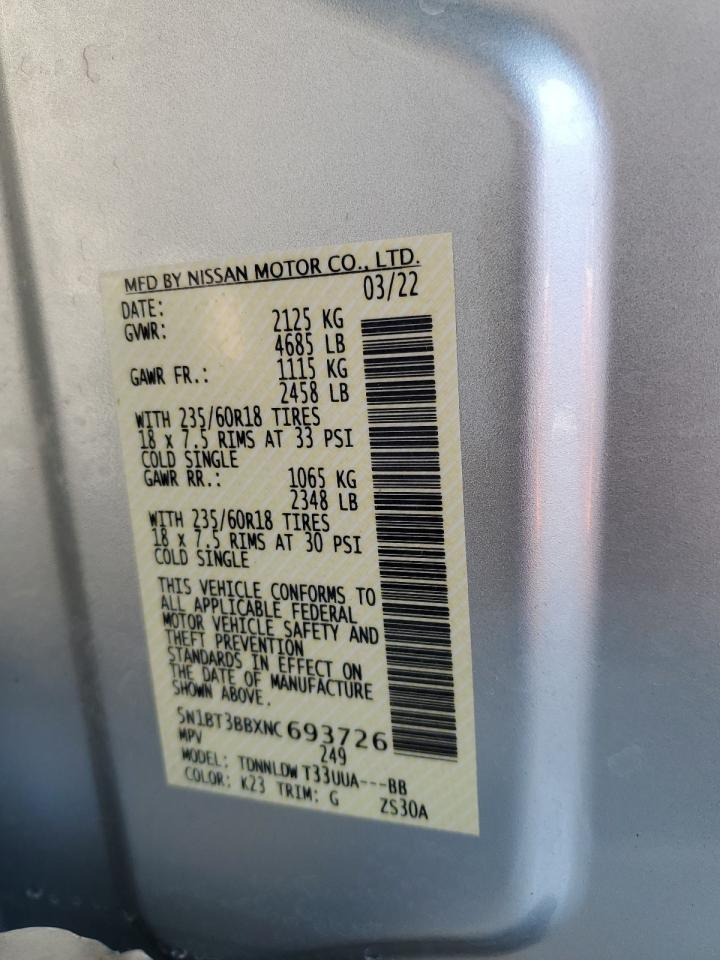 MFD BY NISSAN MOTOR CO., LTD.
DATE: 03/22
GVWR: 2125 KG
4685 LB
GAWR FR.: 1115 KG
2458 LB
WITH 235/60R18 TIRES
18 x 7.5 RIMS AT 33 PSI
COLD SINGLE
GAWR RR.: 1065 KG
2348 LB
WITH 235/60R18 TIRES
18 x 7.5 RIMS AT 30 PSI
COLD SINGLE
THIS VEHICLE CONFORMS TO
ALL APPLICABLE FEDERAL
MOTOR VEHICLE SAFETY AND
THEFT PREVENTION
STANDARDS IN EFFECT ON
THE DATE OF MANUFACTURE
SHOWN ABOVE.
5N1BT3BBXNC693726
MPV 249
MODEL: TDNNLDW T33UUA---BB
COLOR: K23 TRIM: G ZS30A